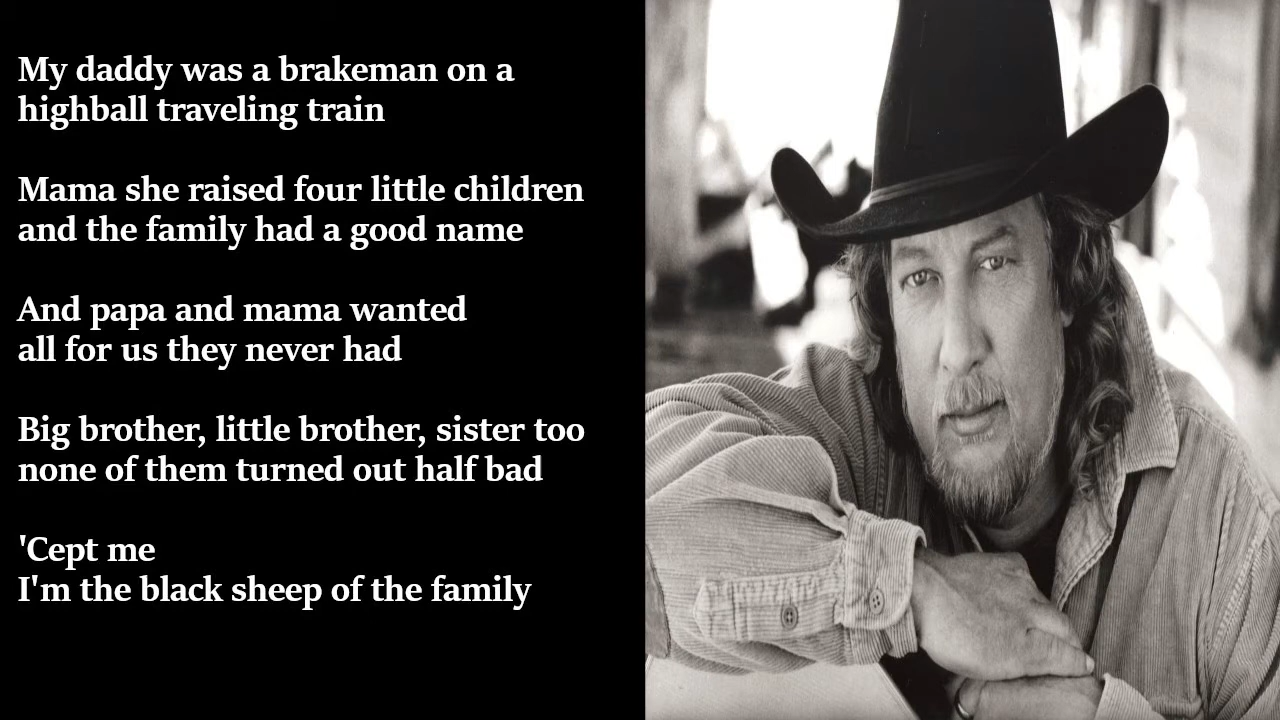 My daddy was a brakeman on a
highball traveling train
Mama she raised four little children
and the family had a good name
And papa and mama wanted
all for us they never had
Big brother, little brother, sister too
none of them turned out half bad
'Cept me
I'm the black sheep of the family